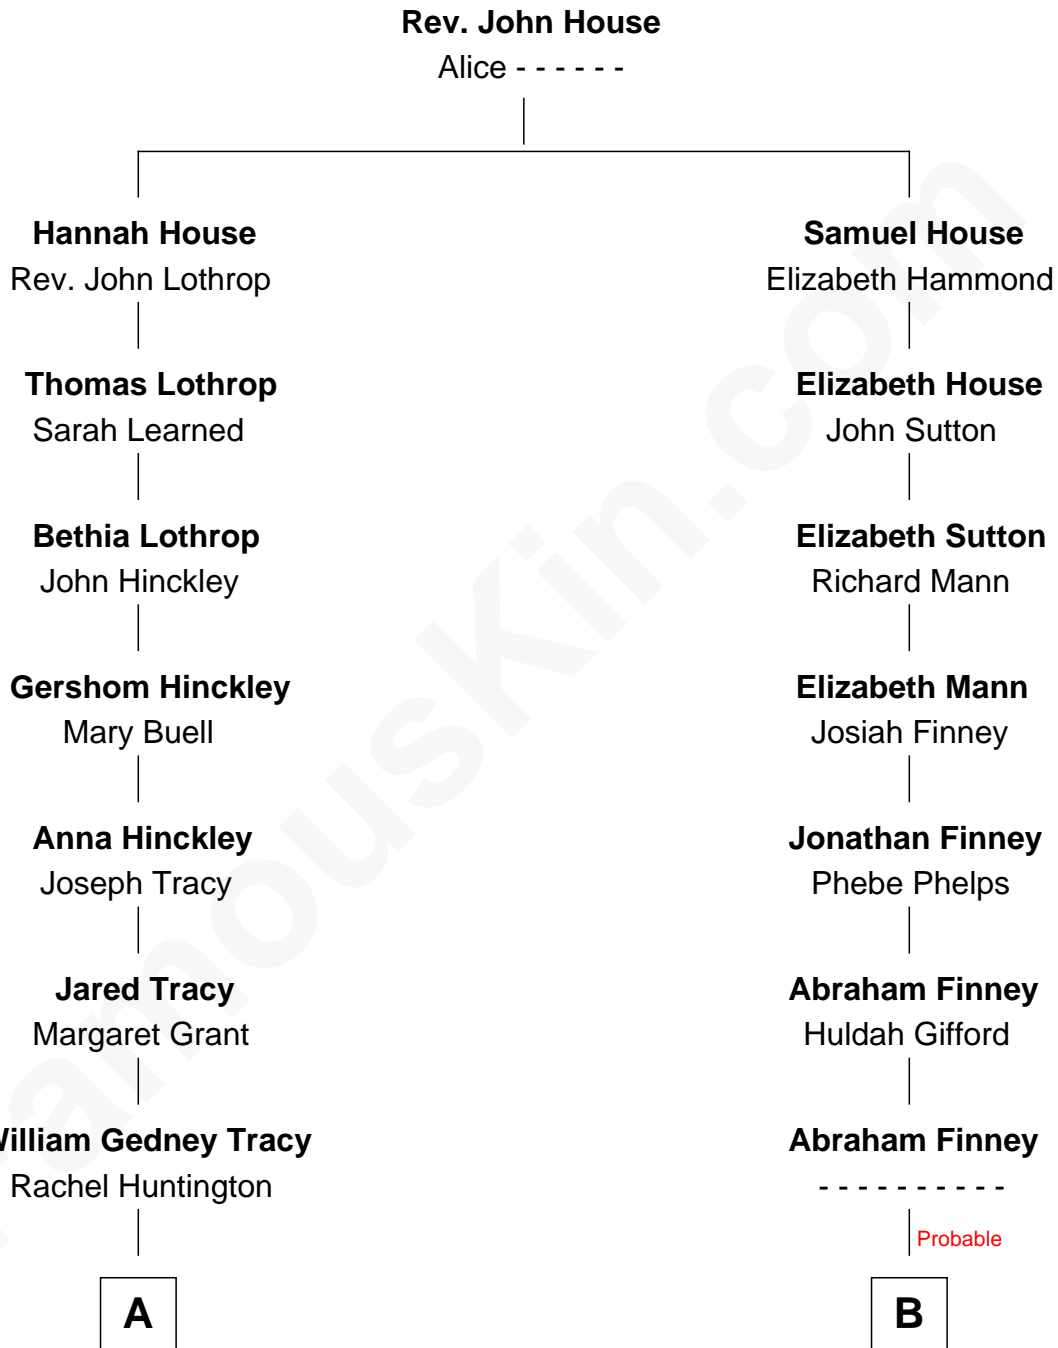 Rev. John House
Alice - - - - - -
Hannah House
Rev. John Lothrop
Samuel House
Elizabeth Hammond
Thomas Lothrop
Sarah Learned
Elizabeth House
John Sutton
Bethia Lothrop
John Hinckley
Elizabeth Sutton
Richard Mann
Gershom Hinckley
Mary Buell
Elizabeth Mann
Josiah Finney
Anna Hinckley
Joseph Tracy
Jonathan Finney
Phebe Phelps
Jared Tracy
Margaret Grant
Abraham Finney
Huldah Gifford
William Gedney Tracy
Rachel Huntington
Abraham Finney
- - - - - - - - - -
Probable
A
B
FamousKin.com